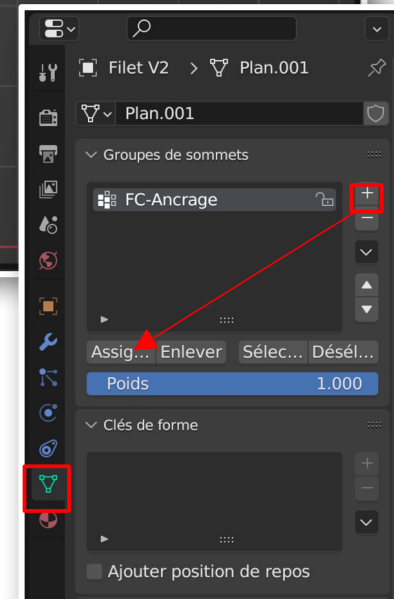 Filet V2 > Plan.001
Plan.001
Groupes de sommets
FC-Ancrage
Assig... Enlever Sélec... Désél...
Poids 1.000
Clés de forme
Ajouter position de repos